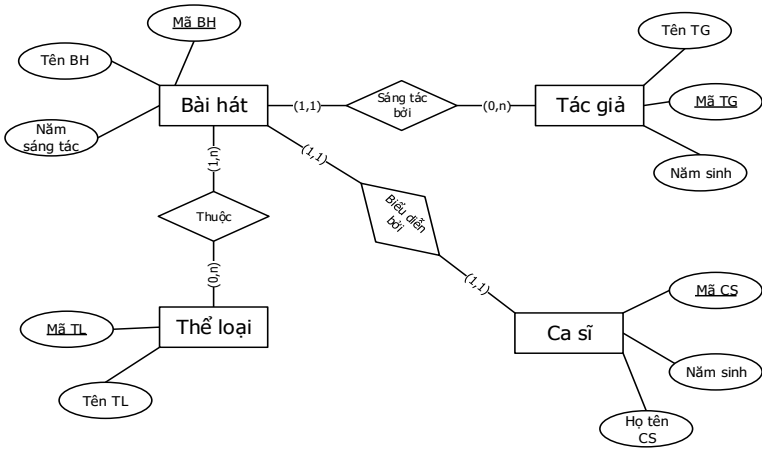 Mã BH
Tên BH
Năm
sáng tác
Bài hát
(1,1)
Sáng tác
bởi
(0,n)
Tác giả
Tên TG
Mã TG
Năm sinh
(1,n)
Thuộc
(0,n)
(1,1)
Biểu diễn
bởi
(1,1)
Thể loại
Mã TL
Tên TL
Ca sĩ
Mã CS
Năm sinh
Họ tên
CS